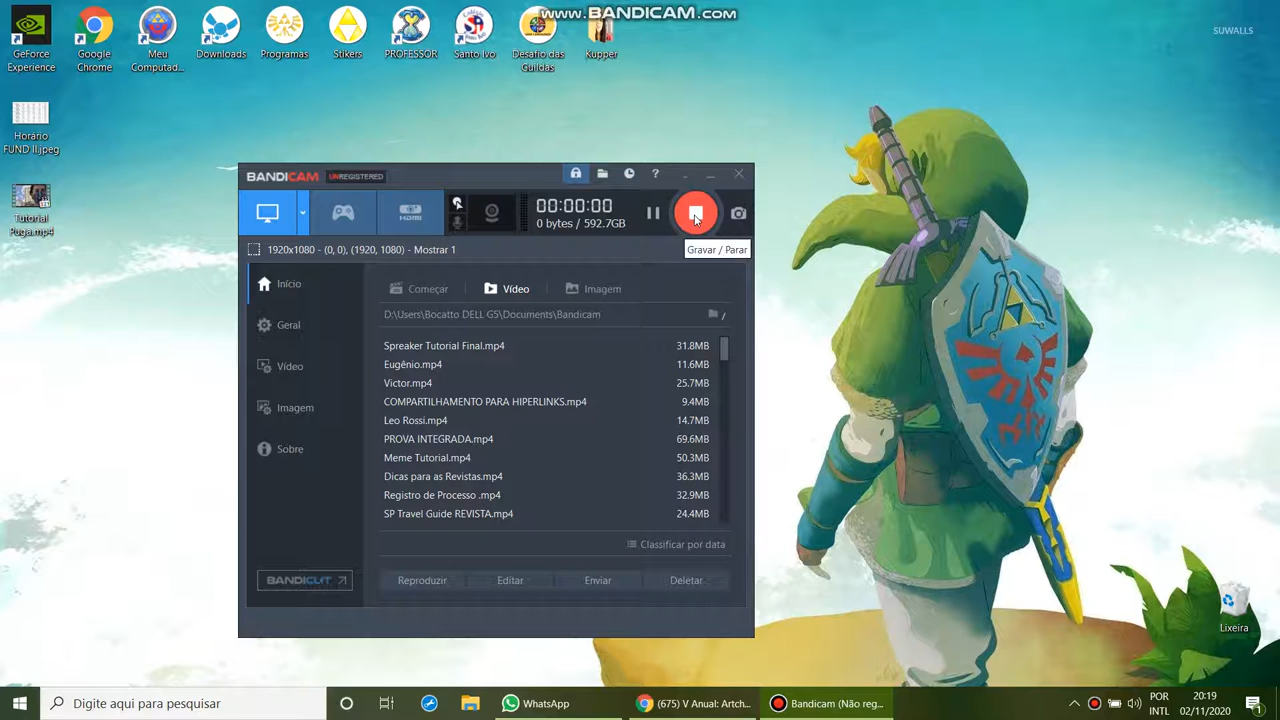 www.BANDICAM.com
SUWALLS
GeForce
Experience
Google
Chrome
Meu
Computad...
Downloads
Programas
Stikers
PROFESSOR
Santo Ivo
Desafio das
Guildas
Kupper
Horário
FUND II.jpeg
Tutorial
Puga.mp4
BANDICAM UNREGISTERED
?
HDMI
00:00:00
0 bytes / 592.7GB
Gravar / Parar
1920x1080 - (0, 0), (1920, 1080) - Mostrar 1
Início
Geral
Vídeo
Imagem
Sobre
BANDICUT
Começar
Vídeo
Imagem
D:\Users\Bocatto DELL G5\Documents\Bandicam
/
Spreaker Tutorial Final.mp4 31.8MB
Eugênio.mp4 11.6MB
Victor.mp4 25.7MB
COMPARTILHAMENTO PARA HIPERLINKS.mp4 9.4MB
Leo Rossi.mp4 14.7MB
PROVA INTEGRADA.mp4 69.6MB
Meme Tutorial.mp4 50.3MB
Dicas para as Revistas.mp4 36.3MB
Registro de Processo .mp4 32.9MB
SP Travel Guide REVISTA.mp4 24.4MB
Classificar por data
Reproduzir Editar Enviar Deletar
Lixeira
Digite aqui para pesquisar
WhatsApp
(675) V Anual: Artch...
Bandicam (Não reg...
POR
INTL
20:19
02/11/2020
1